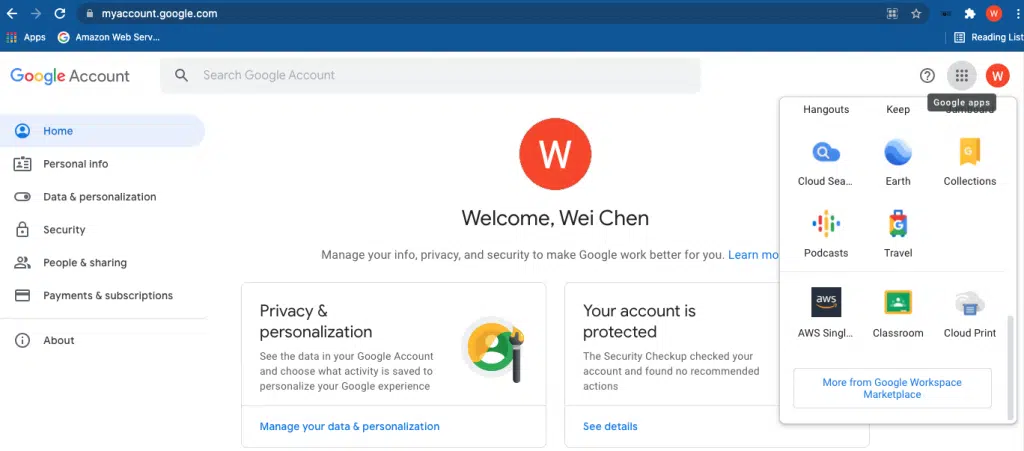 myaccount.google.com
W
Apps
Amazon Web Serv...
Reading List
Google Account
Search Google Account
W
Google apps
Hangouts
Keep
Home
Personal info
Data & personalization
Security
People & sharing
Payments & subscriptions
About
W
Welcome, Wei Chen
Manage your info, privacy, and security to make Google work better for you. Learn mo
Privacy &
personalization
See the data in your Google Account
and choose what activity is saved to
personalize your Google experience
Manage your data & personalization
Your account is
protected
The Security Checkup checked your
account and found no recommended
actions
See details
Cloud Sea...
Earth
Collections
Podcasts
Travel
aws
AWS Singl...
Classroom
Cloud Print
More from Google Workspace
Marketplace